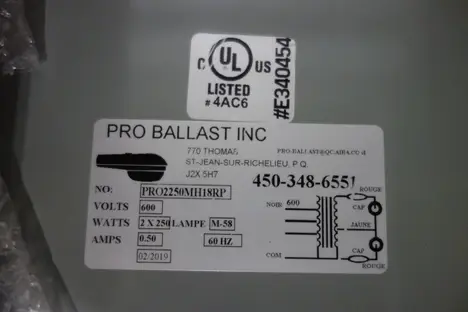 C UL US
LISTED
# 4AC6
#E340454
PRO BALLAST INC
770 THOMAS
ST-JEAN-SUR-RICHELIEU, P.Q.
J2X 5H7
450-348-6551
NO: PRO2250MH18RP
VOLTS 600
WATTS 2 X 250 LAMPE M-58
AMPS 0.50 60 HZ
02/2019
ROUGE
CAP
NOIR 600
JAUNE
CAP
COM
ROUGE